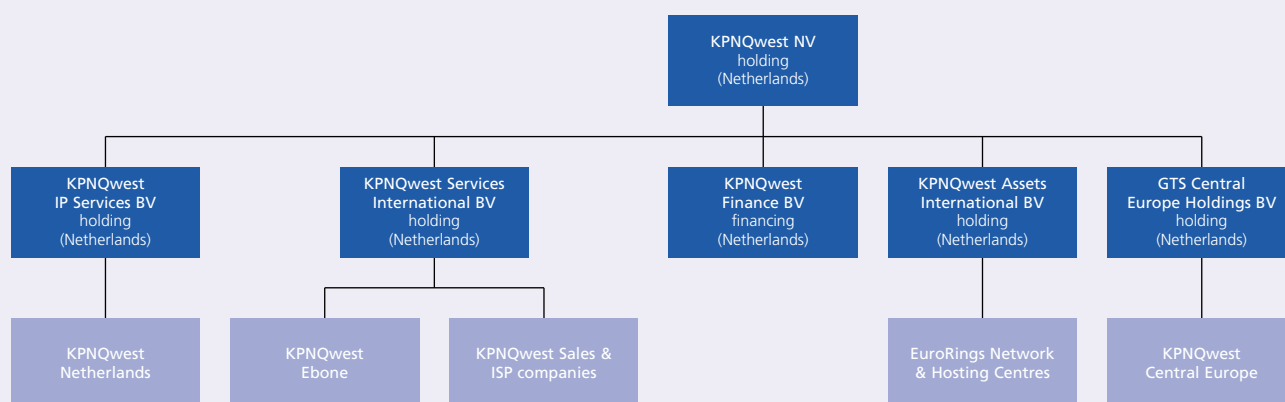 KPNQwest NV
holding
(Netherlands)
KPNQwest
IP Services BV
holding
(Netherlands)
KPNQwest Services
International BV
holding
(Netherlands)
KPNQwest
Finance BV
financing
(Netherlands)
KPNQwest Assets
International BV
holding
(Netherlands)
GTS Central
Europe Holdings BV
holding
(Netherlands)
KPNQwest
Netherlands
KPNQwest
Ebone
KPNQwest Sales &
ISP companies
EuroRings Network
& Hosting Centres
KPNQwest
Central Europe